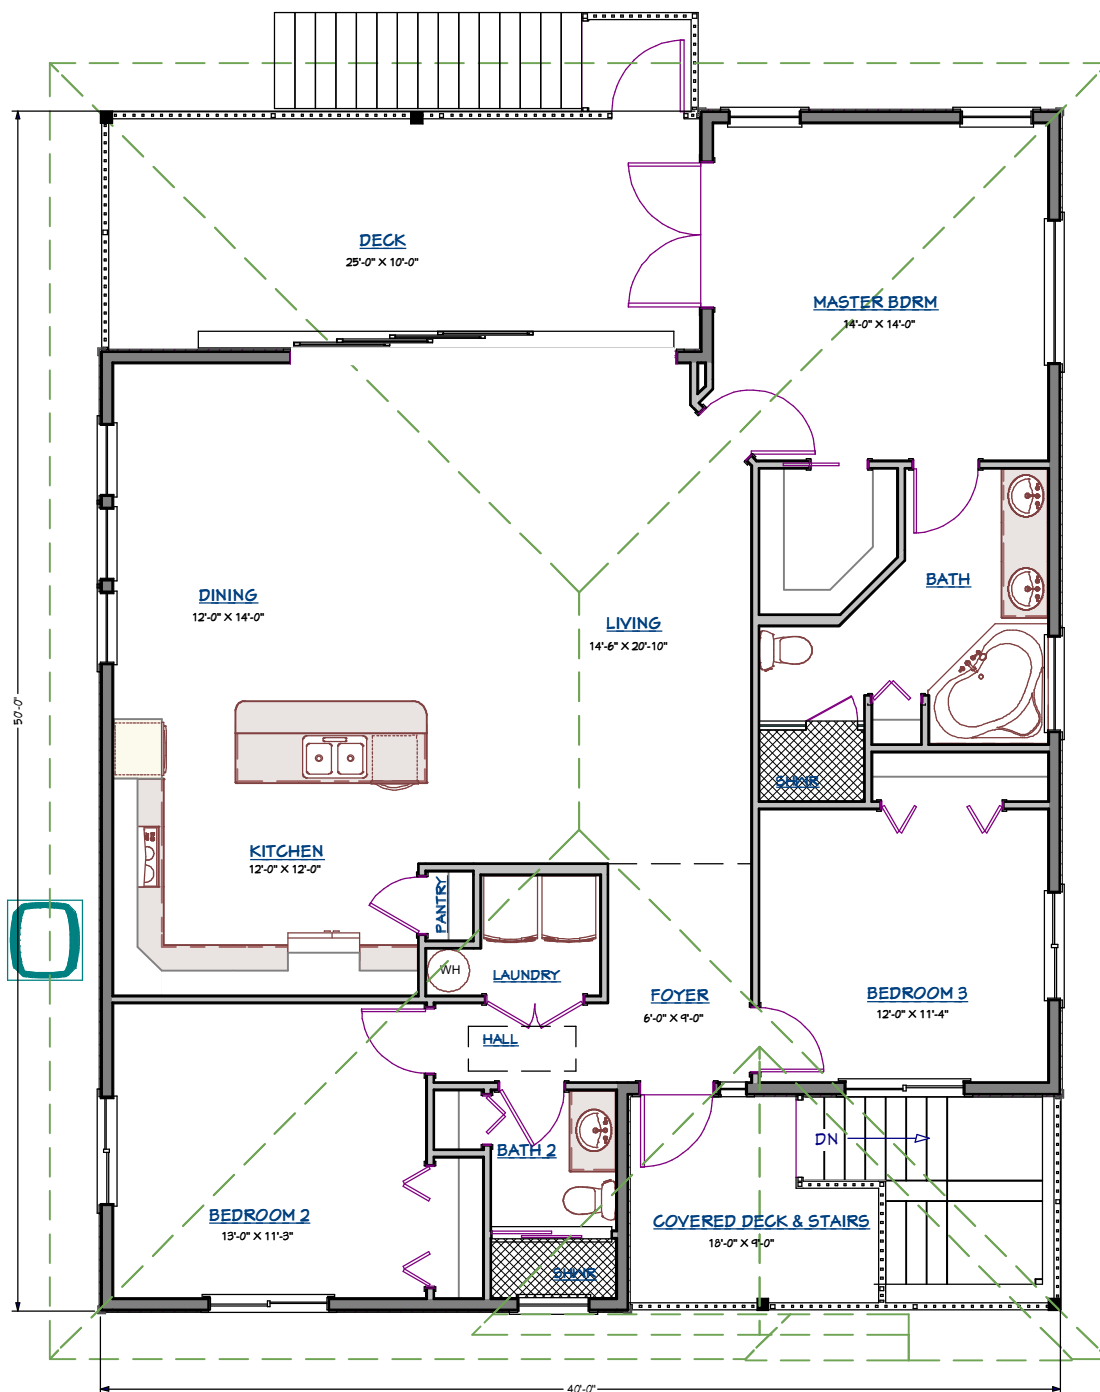 DECK
25'-0" X 10'-0"
MASTER BDRM
14'-0" X 14'-0"
BATH
DINING
12'-0" X 14'-0"
LIVING
14'-6" X 20'-10"
50'-0"
SHWR
KITCHEN
12'-0" X 12'-0"
PANTRY
WH
LAUNDRY
FOYER
6'-0" X 9'-0"
BEDROOM 3
12'-0" X 11'-4"
HALL
DN
BATH 2
BEDROOM 2
13'-0" X 11'-3"
COVERED DECK & STAIRS
18'-0" X 9'-0"
SHWR
40'-0"